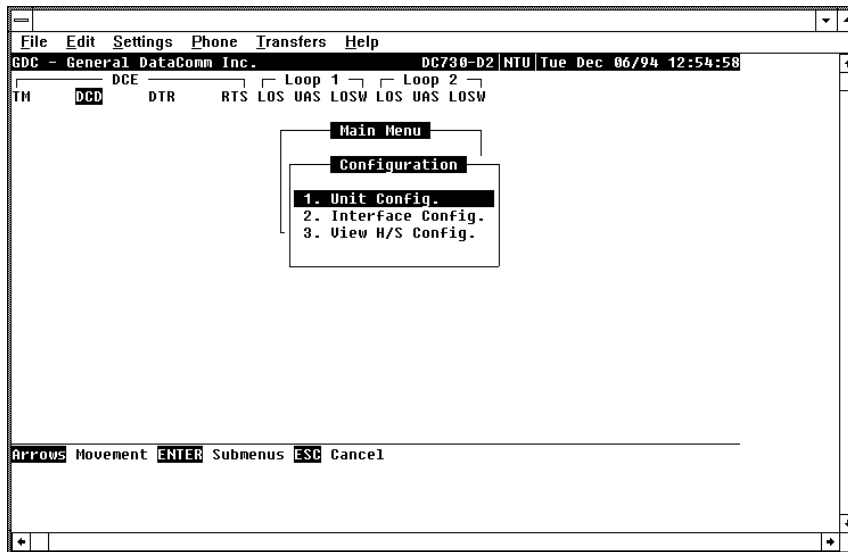 File Edit Settings Phone Transfers Help
GDC - General DataComm Inc. DC730-D2 NTU Tue Dec 06/94 12:54:58
DCE Loop 1 Loop 2
TM DCD DTR RTS LOS UAS LOSW LOS UAS LOSW
Main Menu
Configuration
1. Unit Config.
2. Interface Config.
3. View H/S Config.
Arrows Movement ENTER Submenus ESC Cancel